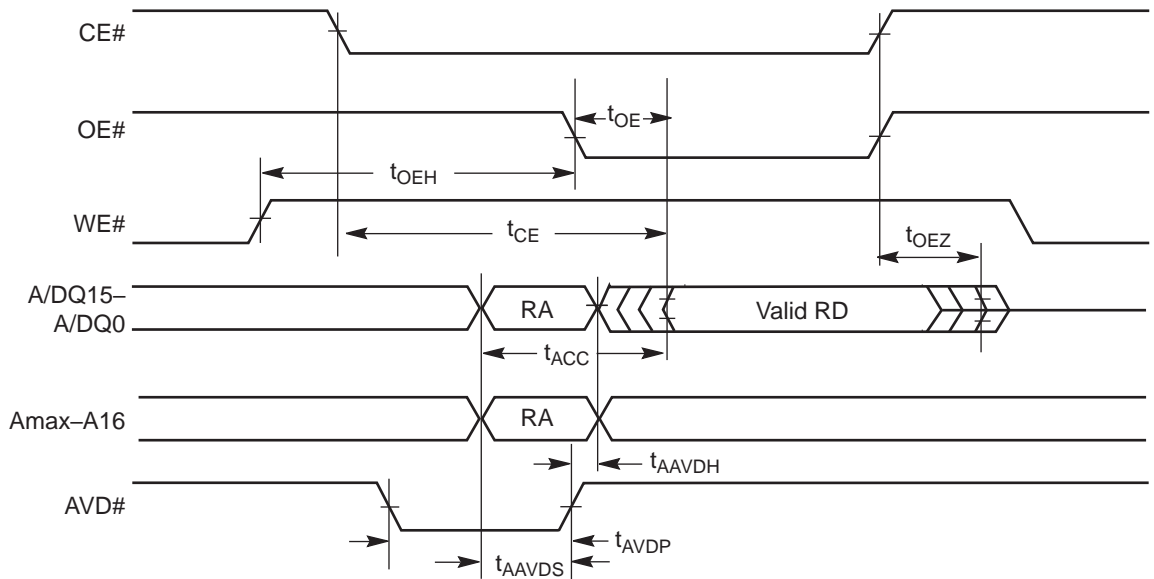 CE#
OE#
tOE
tOEH
WE#
tCE
tOEZ
A/DQ15–
A/DQ0
RA
Valid RD
tACC
Amax–A16
RA
tAAVDH
AVD#
tAVDP
tAAVDS